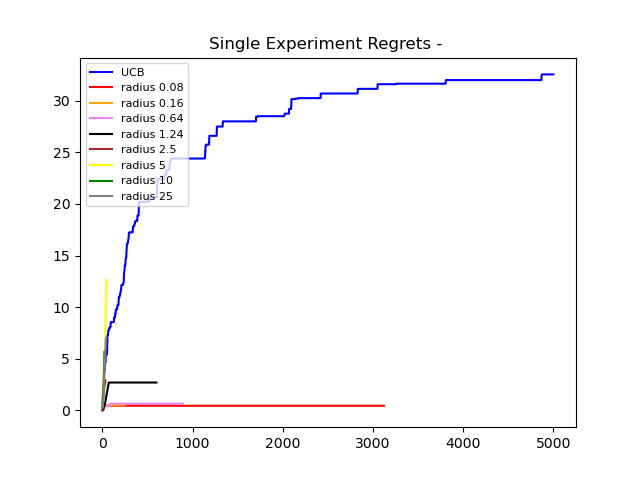 Single Experiment Regrets -
UCB
radius 0.08
radius 0.16
radius 0.64
radius 1.24
radius 2.5
radius 5
radius 10
radius 25
30
25
20
15
10
5
0
0 1000 2000 3000 4000 5000